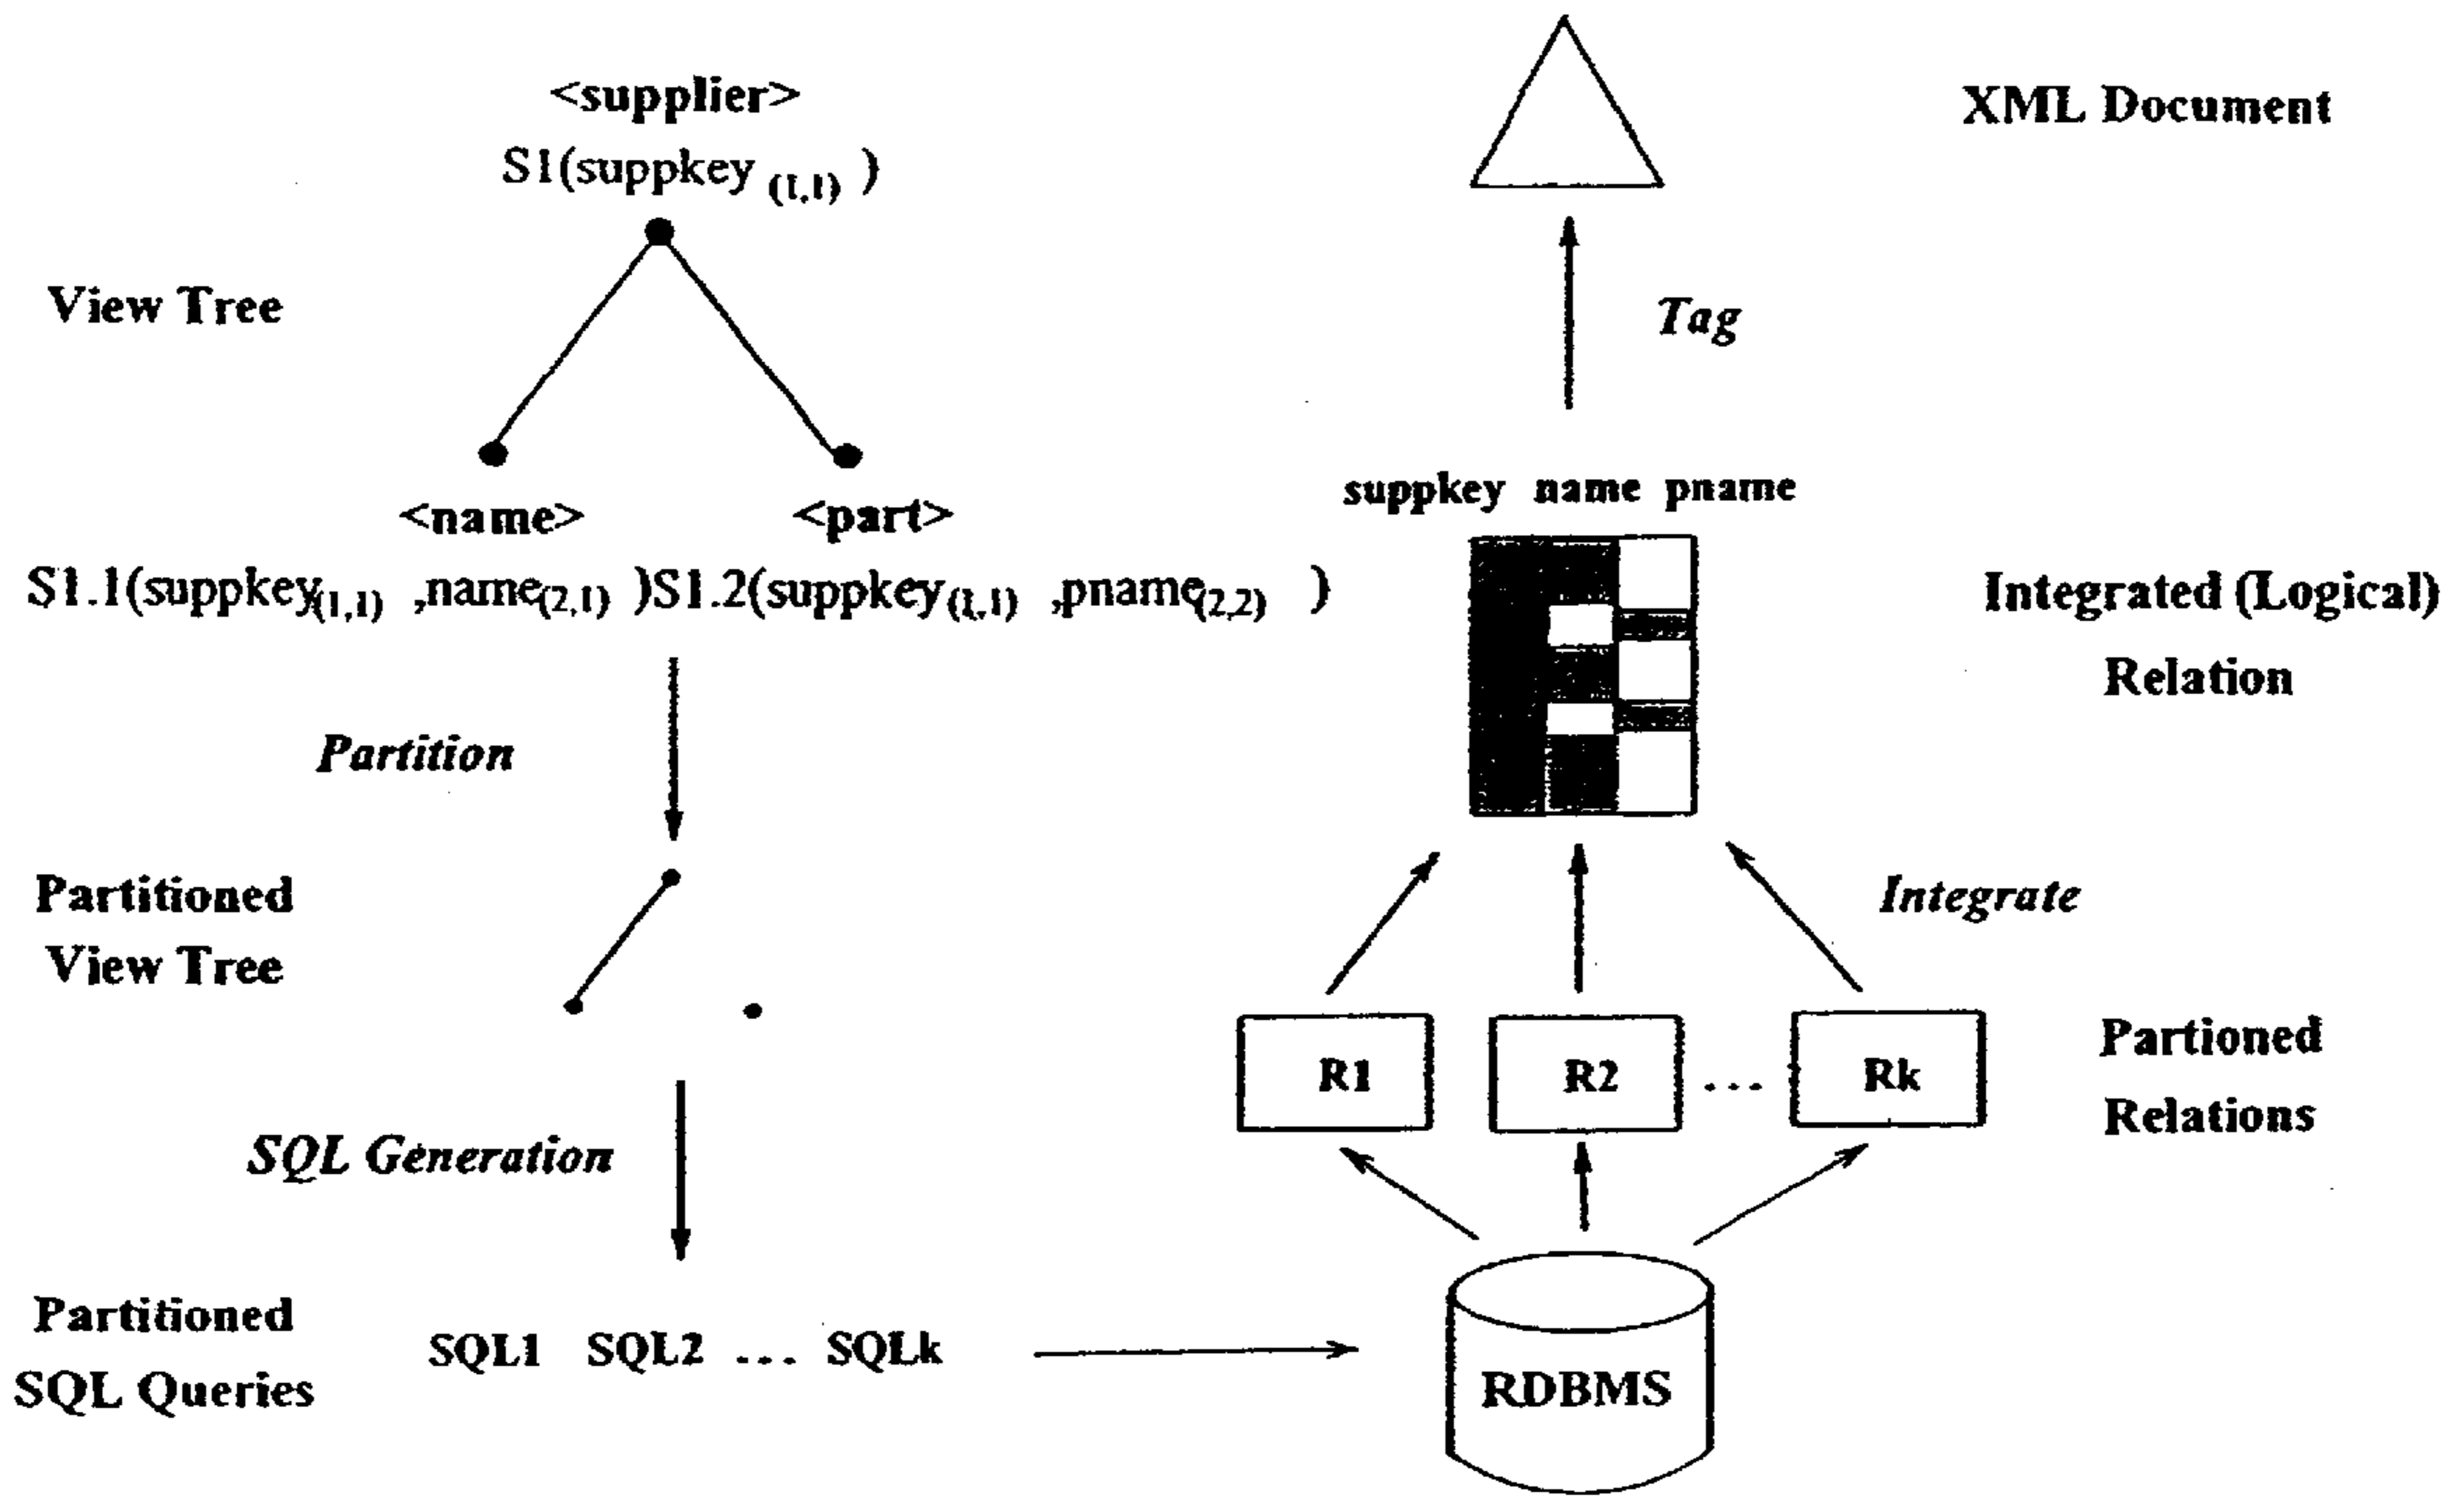 <supplier>
S1(suppkey (1,1) )
View Tree
<name> <part>
S1.1(suppkey(1,1) ,name(2,1) )S1.2(suppkey(1,1) ,pname(2,2) )
Partition
Partitioned
View Tree
SQL Generation
Partitioned
SQL Queries
SQL1 SQL2 ... SQLk
XML Document
Tag
suppkey name pname
Integrated (Logical)
Relation
Integrate
R1 R2 ... Rk
Partioned
Relations
RDBMS